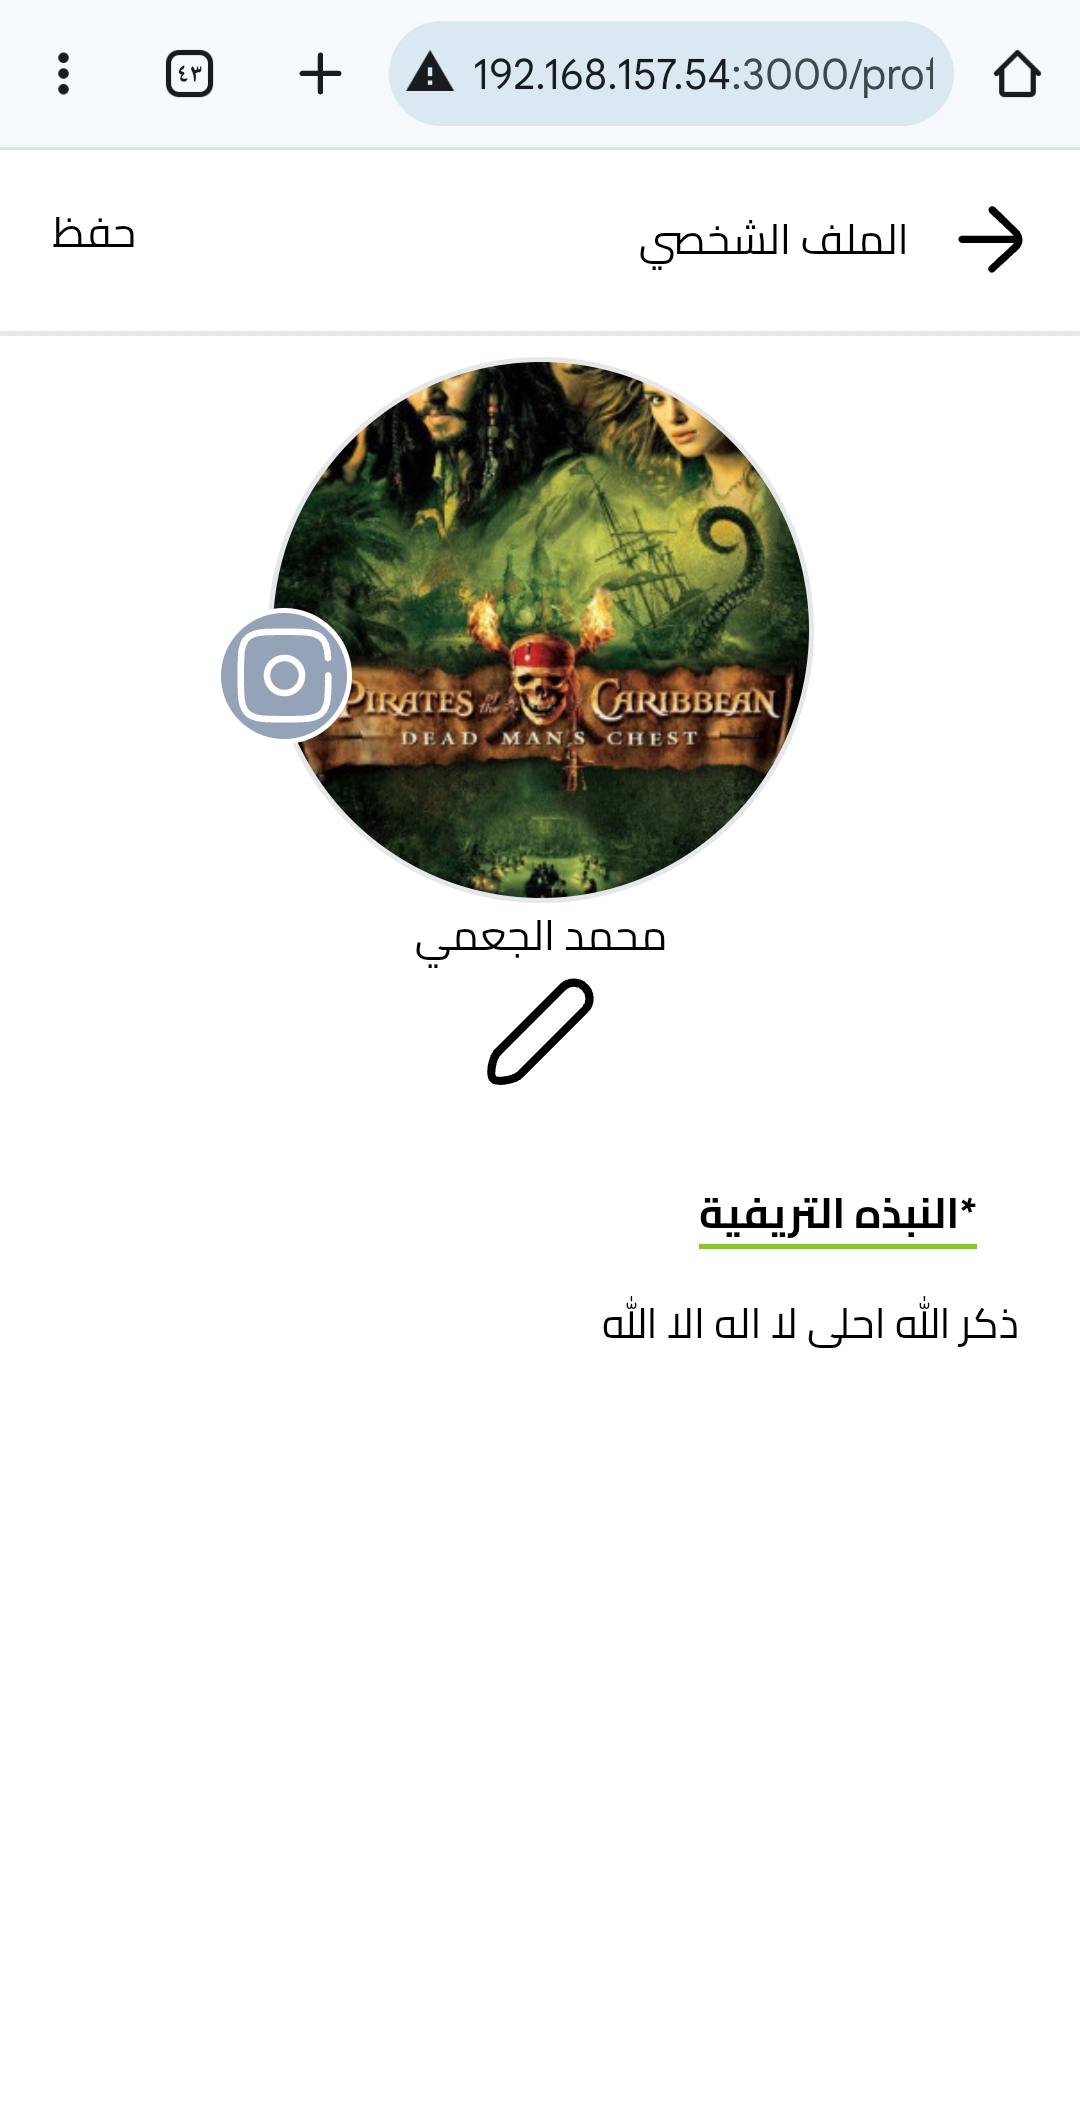 ٤٣
192.168.157.54:3000/prof
الملف الشخصي
حفظ
PIRATES of the CARIBBEAN
DEAD MAN'S CHEST
محمد الجعمي
*النبذه التريفية
ذكر الله احلى لا اله الا الله